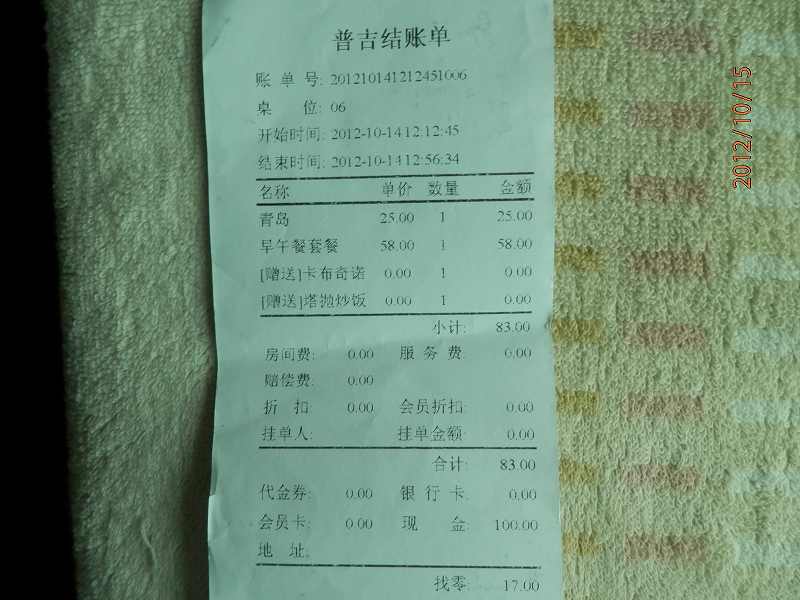 普吉结账单
账 单 号: 201210141212451006
桌 位: 06
开始时间: 2012-10-14 12:12:45
结束时间: 2012-10-14 12:56:34
名称 单价 数量 金额
青岛 25.00 1 25.00
早午餐套餐 58.00 1 58.00
[赠送]卡布奇诺 0.00 1 0.00
[赠送]塔抛炒饭 0.00 1 0.00
小计: 83.00
房间费: 0.00 服 务 费: 0.00
赔偿费: 0.00
折 扣: 0.00 会员折扣: 0.00
挂单人: 挂单金额: 0.00
合计: 83.00
代金券: 0.00 银 行 卡: 0.00
会员卡: 0.00 现 金: 100.00
地 址:
找零: 17.00
2012/10/15